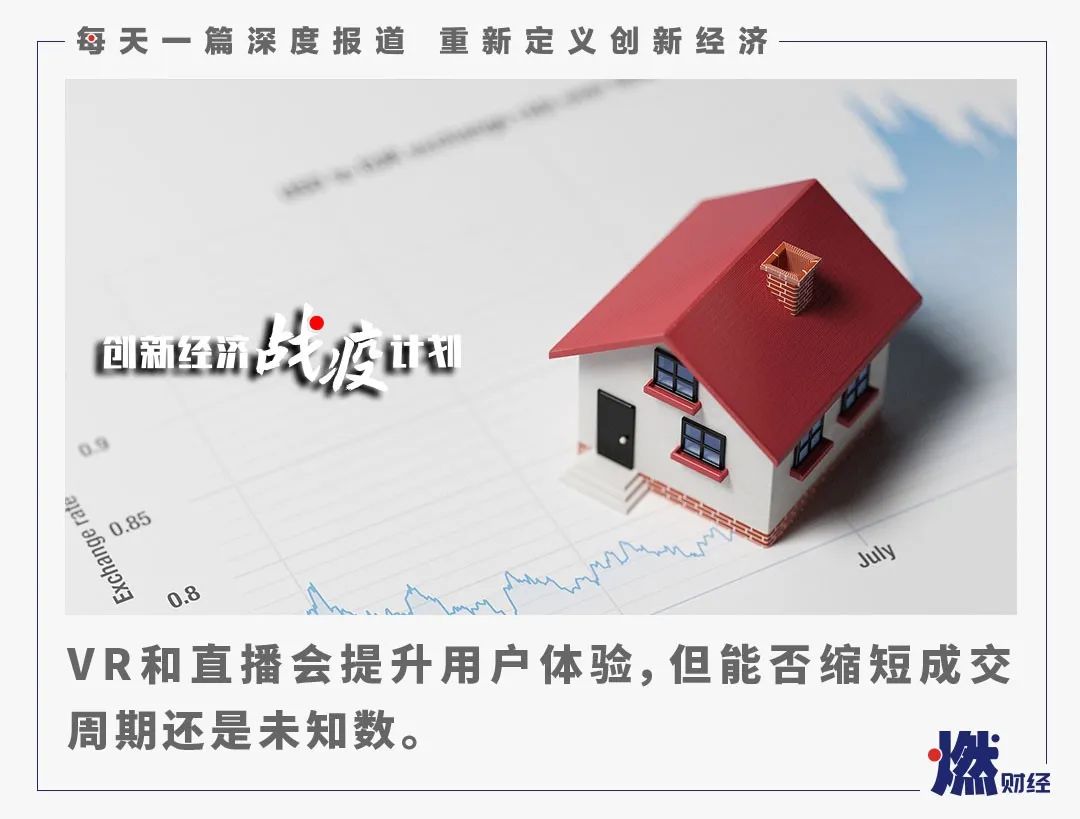 每天一篇深度报道 重新定义创新经济
创新经济战疫计划
0.9
0.85
0.8
Exchange rate
July
VR和直播会提升用户体验，但能否缩短成交
周期还是未知数。
燃财经